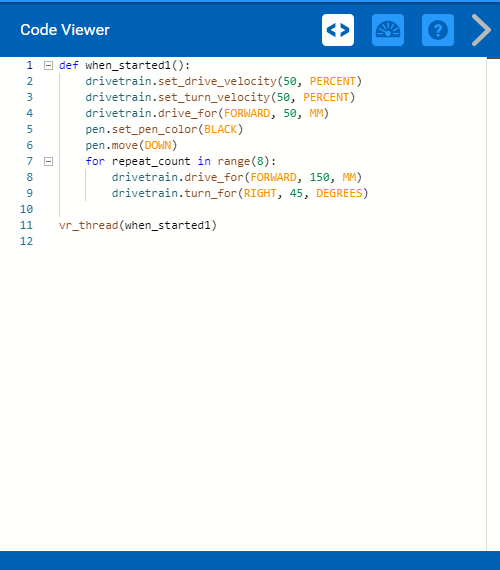 Code Viewer
<>
?
1 def when_started1():
2 drivetrain.set_drive_velocity(50, PERCENT)
3 drivetrain.set_turn_velocity(50, PERCENT)
4 drivetrain.drive_for(FORWARD, 50, MM)
5 pen.set_pen_color(BLACK)
6 pen.move(DOWN)
7 for repeat_count in range(8):
8 drivetrain.drive_for(FORWARD, 150, MM)
9 drivetrain.turn_for(RIGHT, 45, DEGREES)
10
11 vr_thread(when_started1)
12